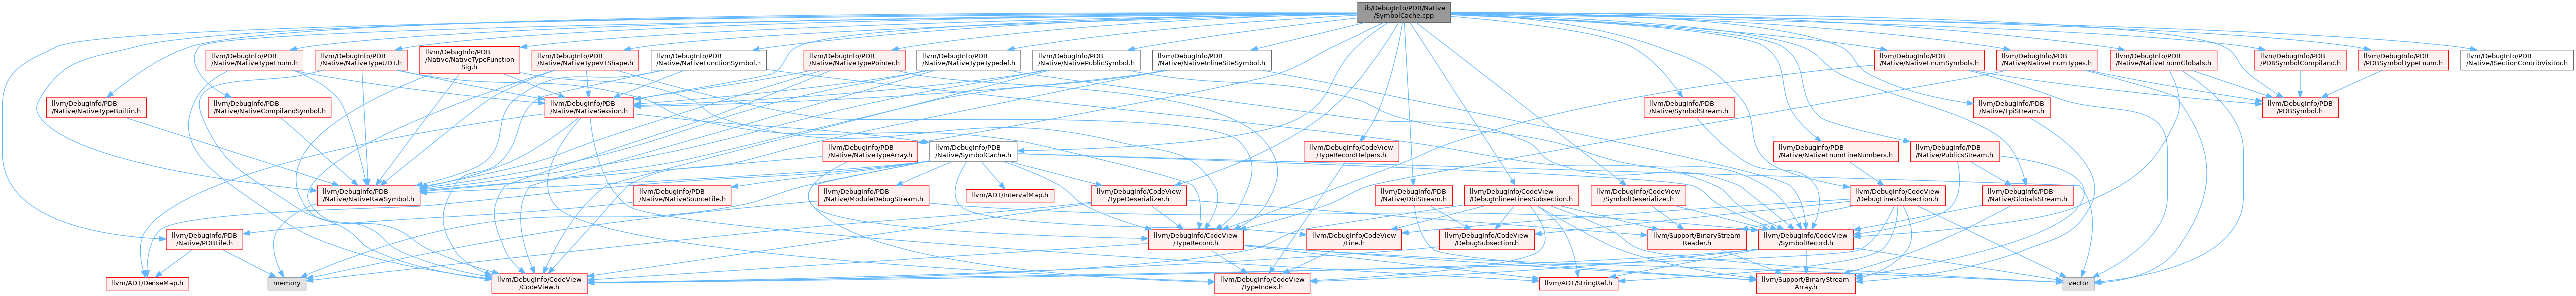 lib/DebugInfo/PDB/Native
/SymbolCache.cpp
llvm/DebugInfo/PDB
/Native/NativeTypeEnum.h
llvm/DebugInfo/PDB
/Native/NativeTypeUDT.h
llvm/DebugInfo/PDB
/Native/NativeTypeFunction
Sig.h
llvm/DebugInfo/PDB
/Native/NativeTypeVTShape.h
llvm/DebugInfo/PDB
/Native/NativeFunctionSymbol.h
llvm/DebugInfo/PDB
/Native/NativeTypePointer.h
llvm/DebugInfo/PDB
/Native/NativeTypeTypedef.h
llvm/DebugInfo/PDB
/Native/NativePublicSymbol.h
llvm/DebugInfo/PDB
/Native/NativeInlineSiteSymbol.h
llvm/DebugInfo/PDB
/Native/NativeEnumSymbols.h
llvm/DebugInfo/PDB
/Native/NativeEnumTypes.h
llvm/DebugInfo/PDB
/Native/NativeEnumGlobals.h
llvm/DebugInfo/PDB
/PDBSymbolCompiland.h
llvm/DebugInfo/PDB
/PDBSymbolTypeEnum.h
llvm/DebugInfo/PDB
/Native/ISectionContribVisitor.h
llvm/DebugInfo/PDB
/Native/NativeTypeBuiltin.h
llvm/DebugInfo/PDB
/Native/NativeCompilandSymbol.h
llvm/DebugInfo/PDB
/Native/NativeSession.h
llvm/DebugInfo/PDB
/Native/SymbolStream.h
llvm/DebugInfo/PDB
/Native/TpiStream.h
llvm/DebugInfo/PDB
/PDBSymbol.h
llvm/DebugInfo/PDB
/Native/NativeTypeArray.h
llvm/DebugInfo/PDB
/Native/SymbolCache.h
llvm/DebugInfo/CodeView
/TypeRecordHelpers.h
llvm/DebugInfo/PDB
/Native/NativeEnumLineNumbers.h
llvm/DebugInfo/PDB
/Native/PublicsStream.h
llvm/DebugInfo/PDB
/Native/NativeRawSymbol.h
llvm/DebugInfo/PDB
/Native/NativeSourceFile.h
llvm/DebugInfo/PDB
/Native/ModuleDebugStream.h
llvm/ADT/IntervalMap.h
llvm/DebugInfo/CodeView
/TypeDeserializer.h
llvm/DebugInfo/PDB
/Native/DbiStream.h
llvm/DebugInfo/CodeView
/DebugInlineeLinesSubsection.h
llvm/DebugInfo/CodeView
/SymbolDeserializer.h
llvm/DebugInfo/CodeView
/DebugLinesSubsection.h
llvm/DebugInfo/PDB
/Native/GlobalsStream.h
llvm/DebugInfo/PDB
/Native/PDBFile.h
llvm/DebugInfo/CodeView
/TypeRecord.h
llvm/DebugInfo/CodeView
/Line.h
llvm/DebugInfo/CodeView
/DebugSubsection.h
llvm/Support/BinaryStream
Reader.h
llvm/DebugInfo/CodeView
/SymbolRecord.h
llvm/ADT/DenseMap.h
memory
llvm/DebugInfo/CodeView
/CodeView.h
llvm/DebugInfo/CodeView
/TypeIndex.h
llvm/ADT/StringRef.h
llvm/Support/BinaryStream
Array.h
vector